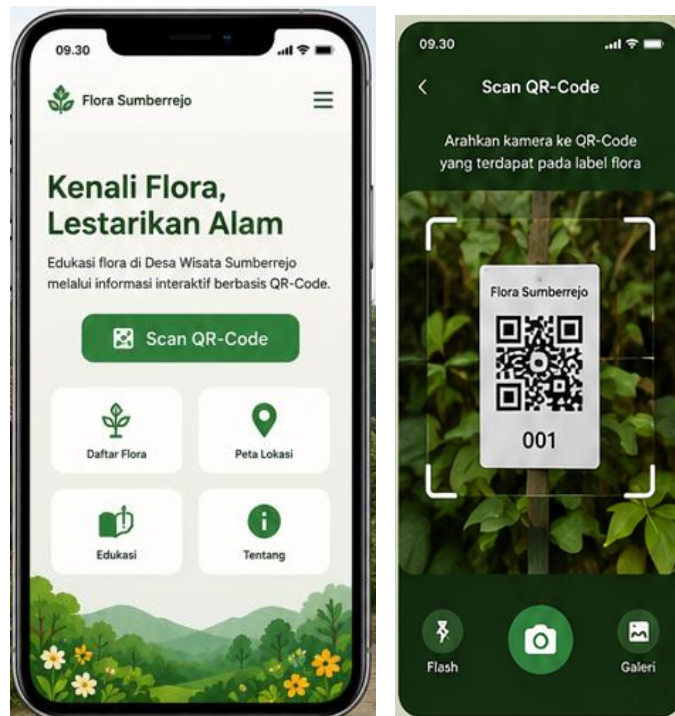 09.30
Flora Sumberrejo
Kenali Flora,
Lestarikan Alam
Edukasi flora di Desa Wisata Sumberrejo
melalui informasi interaktif berbasis QR-Code.
Scan QR-Code
Daftar Flora
Peta Lokasi
Edukasi
Tentang
09.30
Scan QR-Code
Arahkan kamera ke QR-Code
yang terdapat pada label flora
Flora Sumberrejo
001
Flash
Galeri